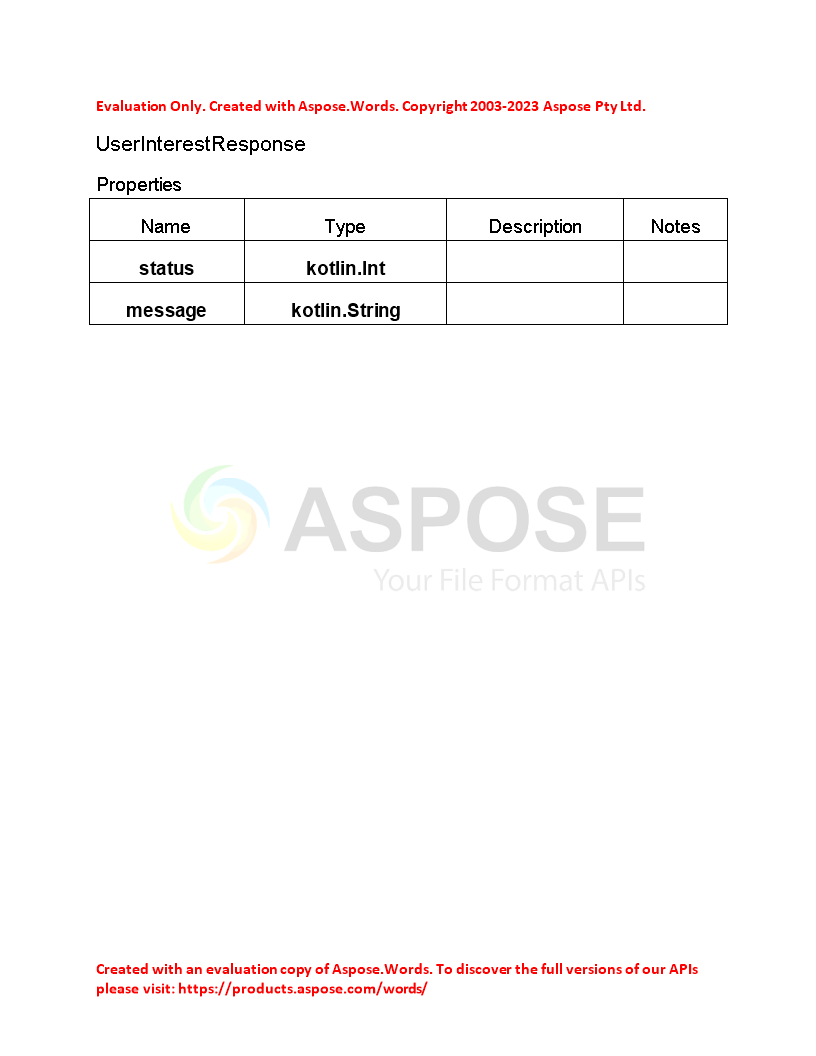 Evaluation Only. Created with Aspose.Words. Copyright 2003-2023 Aspose Pty Ltd.
UserInterestResponse
Properties
Name Type Description Notes
status kotlin.Int
message kotlin.String
ASPOSE
Your File Format APIs
Created with an evaluation copy of Aspose.Words. To discover the full versions of our APIs
please visit: https://products.aspose.com/words/